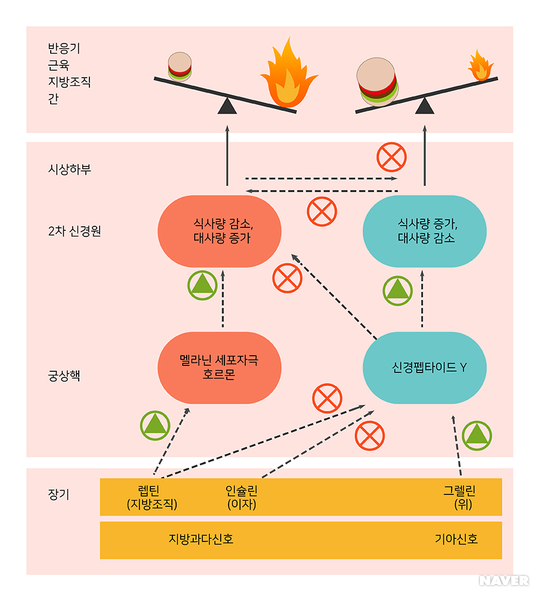 반응기
근육
지방조직
간
시상하부
2차 신경원
식사량 감소,
대사량 증가
식사량 증가,
대사량 감소
궁상핵
멜라닌 세포자극
호르몬
신경펩타이드 Y
장기
렙틴
(지방조직)
인슐린
(이자)
그렐린
(위)
지방과다신호
기아신호
NAVER